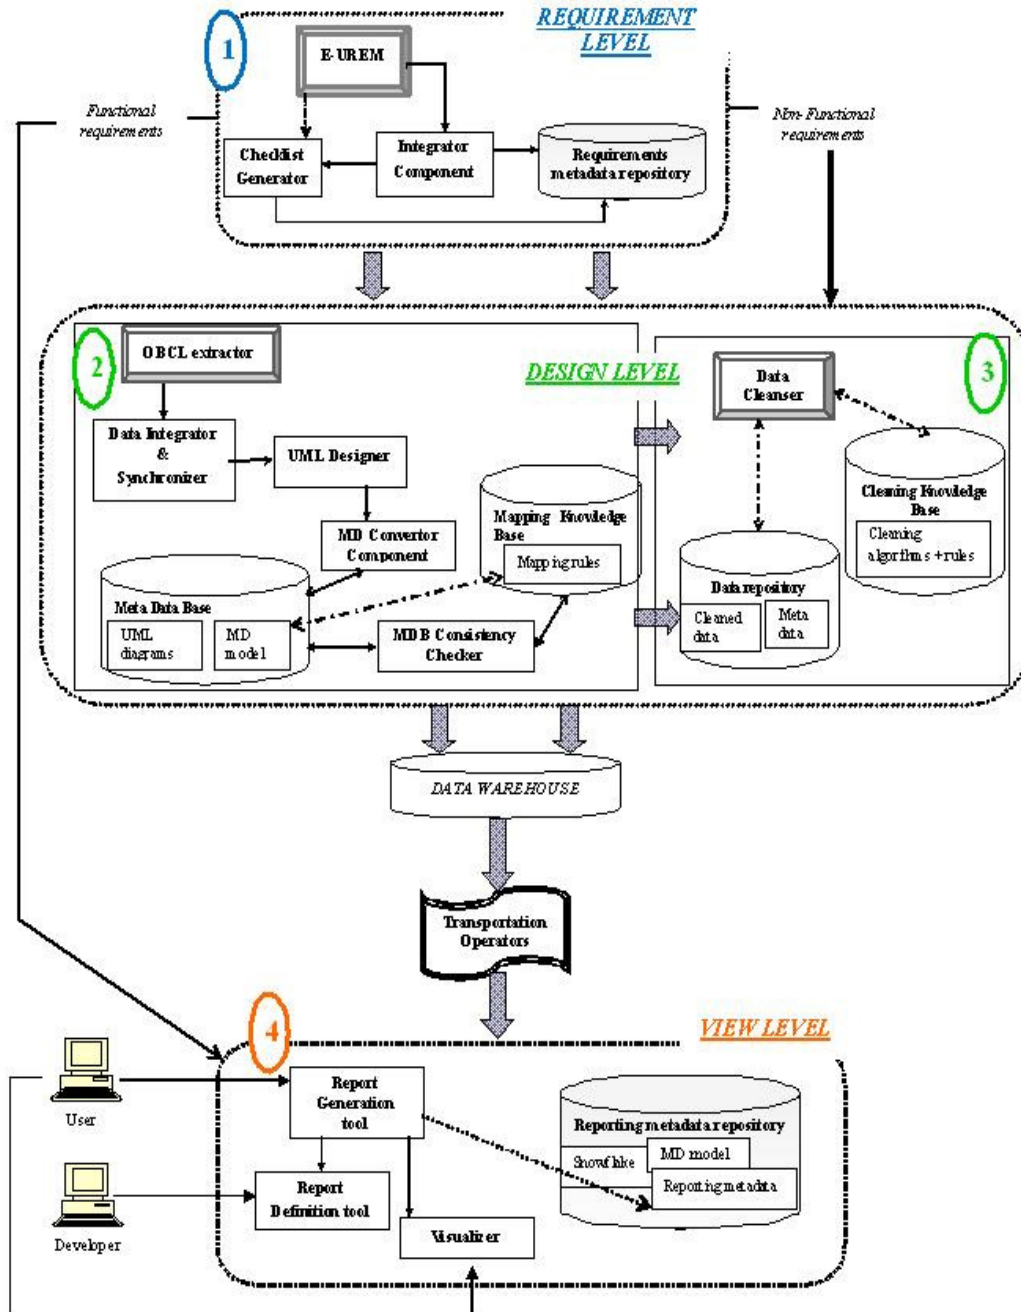 REQUIREMENT
LEVEL
1
E-UREM
Functional
requirements
Non-Functional
requirements
Checklist
Generator
Integrator
Component
Requirements
metadata repository
2
OBCL extractor
DESIGN LEVEL
3
Data
Cleanser
Data Integrator
&
Synchronizer
UML Designer
MD Convertor
Component
Mapping Knowledge
Base
Mapping rules
Cleaning Knowledge
Base
Cleaning
algorithms + rules
Meta Data Base
UML
diagrams
MD
model
MDB Consistency
Checker
Data repository
Cleaned
data
Meta
data
DATA WAREHOUSE
Transportation
Operators
4
VIEW LEVEL
User
Report
Generation
tool
Reporting metadata repository
Snowflake
MD model
Reporting metadata
Developer
Report
Definition tool
Visualizer